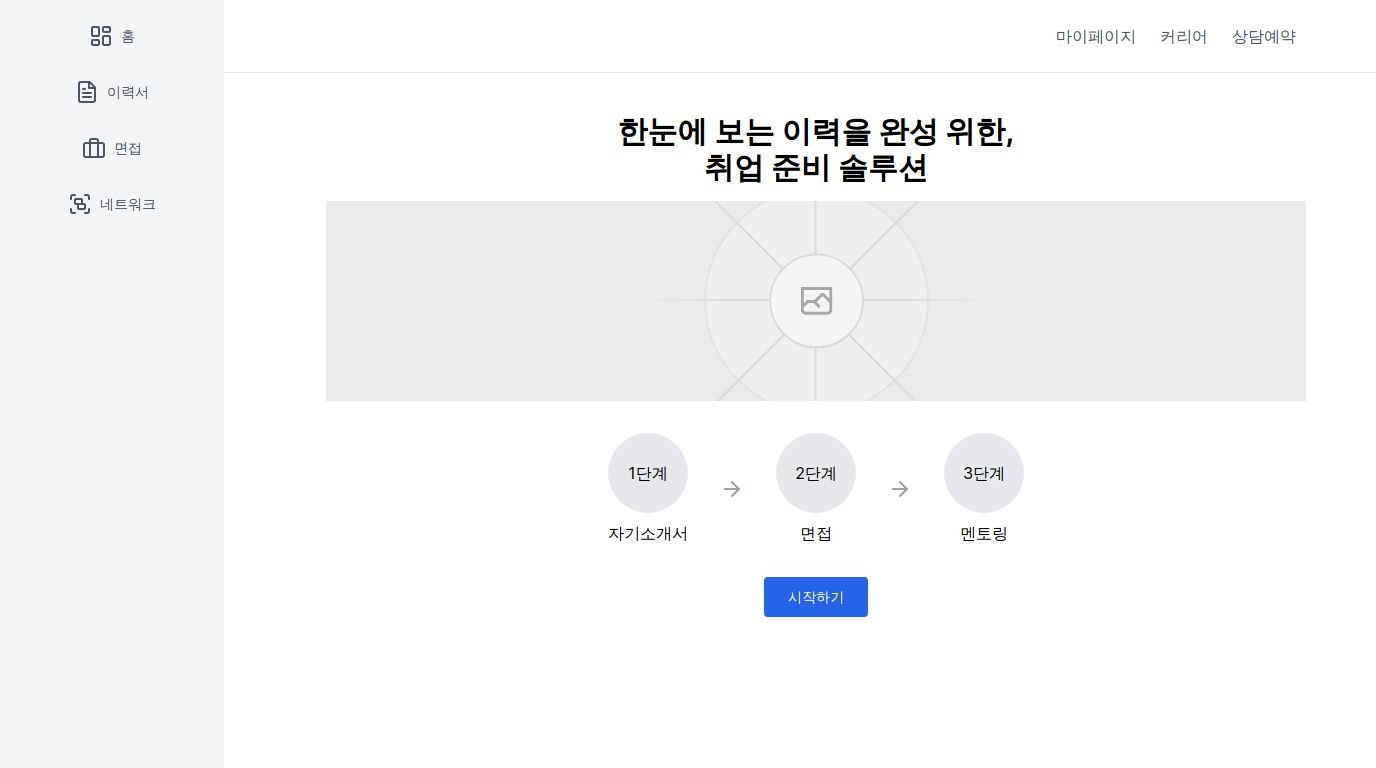 홈
이력서
면접
네트워크
마이페이지 커리어 상담예약
한눈에 보는 이력을 완성 위한,
취업 준비 솔루션
1단계 2단계 3단계
자기소개서 면접 멘토링
시작하기